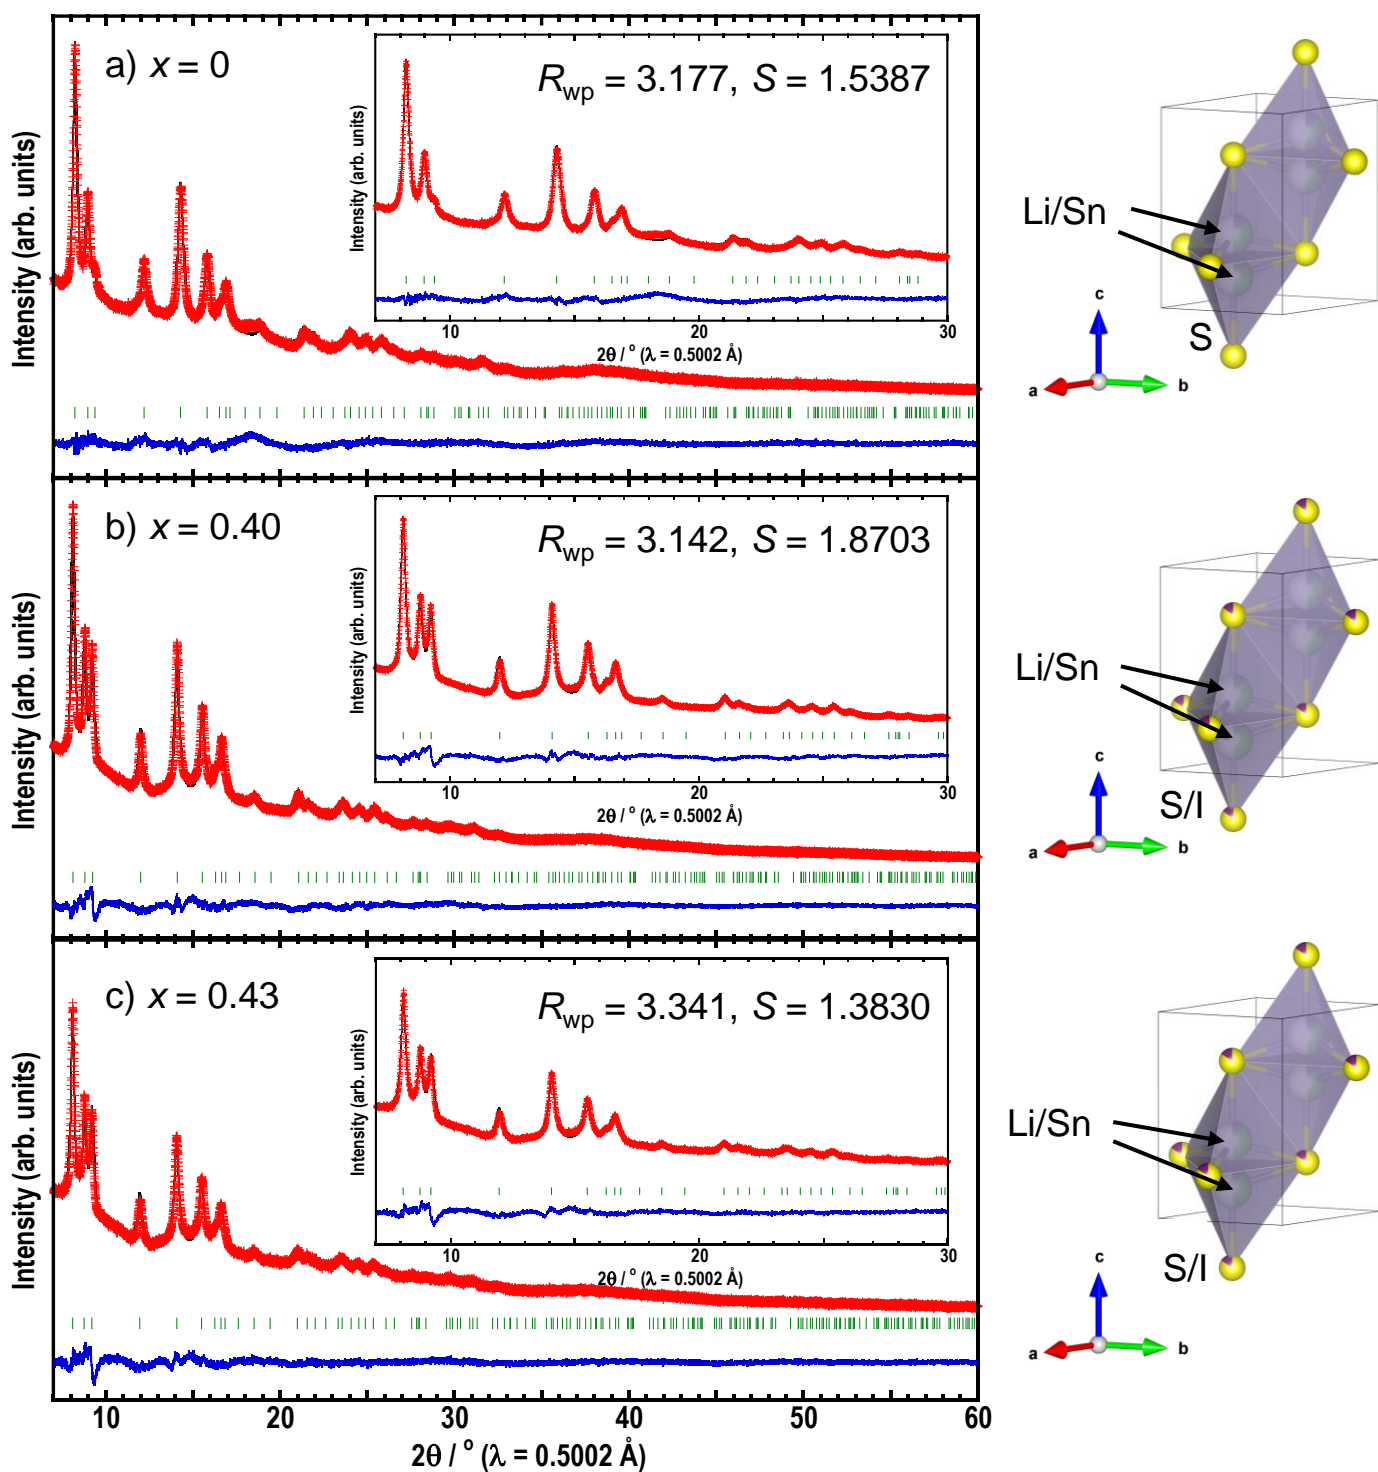 a) x = 0
R_wp = 3.177, S = 1.5387
Intensity (arb. units)
Intensity (arb. units)
10 20 30
2θ / ° (λ = 0.5002 Å)
Li/Sn
S
c
a
b
b) x = 0.40
R_wp = 3.142, S = 1.8703
Intensity (arb. units)
Intensity (arb. units)
10 20 30
2θ / ° (λ = 0.5002 Å)
Li/Sn
S/I
c
a
b
c) x = 0.43
R_wp = 3.341, S = 1.3830
Intensity (arb. units)
Intensity (arb. units)
10 20 30
2θ / ° (λ = 0.5002 Å)
Li/Sn
S/I
c
a
b
10 20 30 40 50 60
2θ / ° (λ = 0.5002 Å)